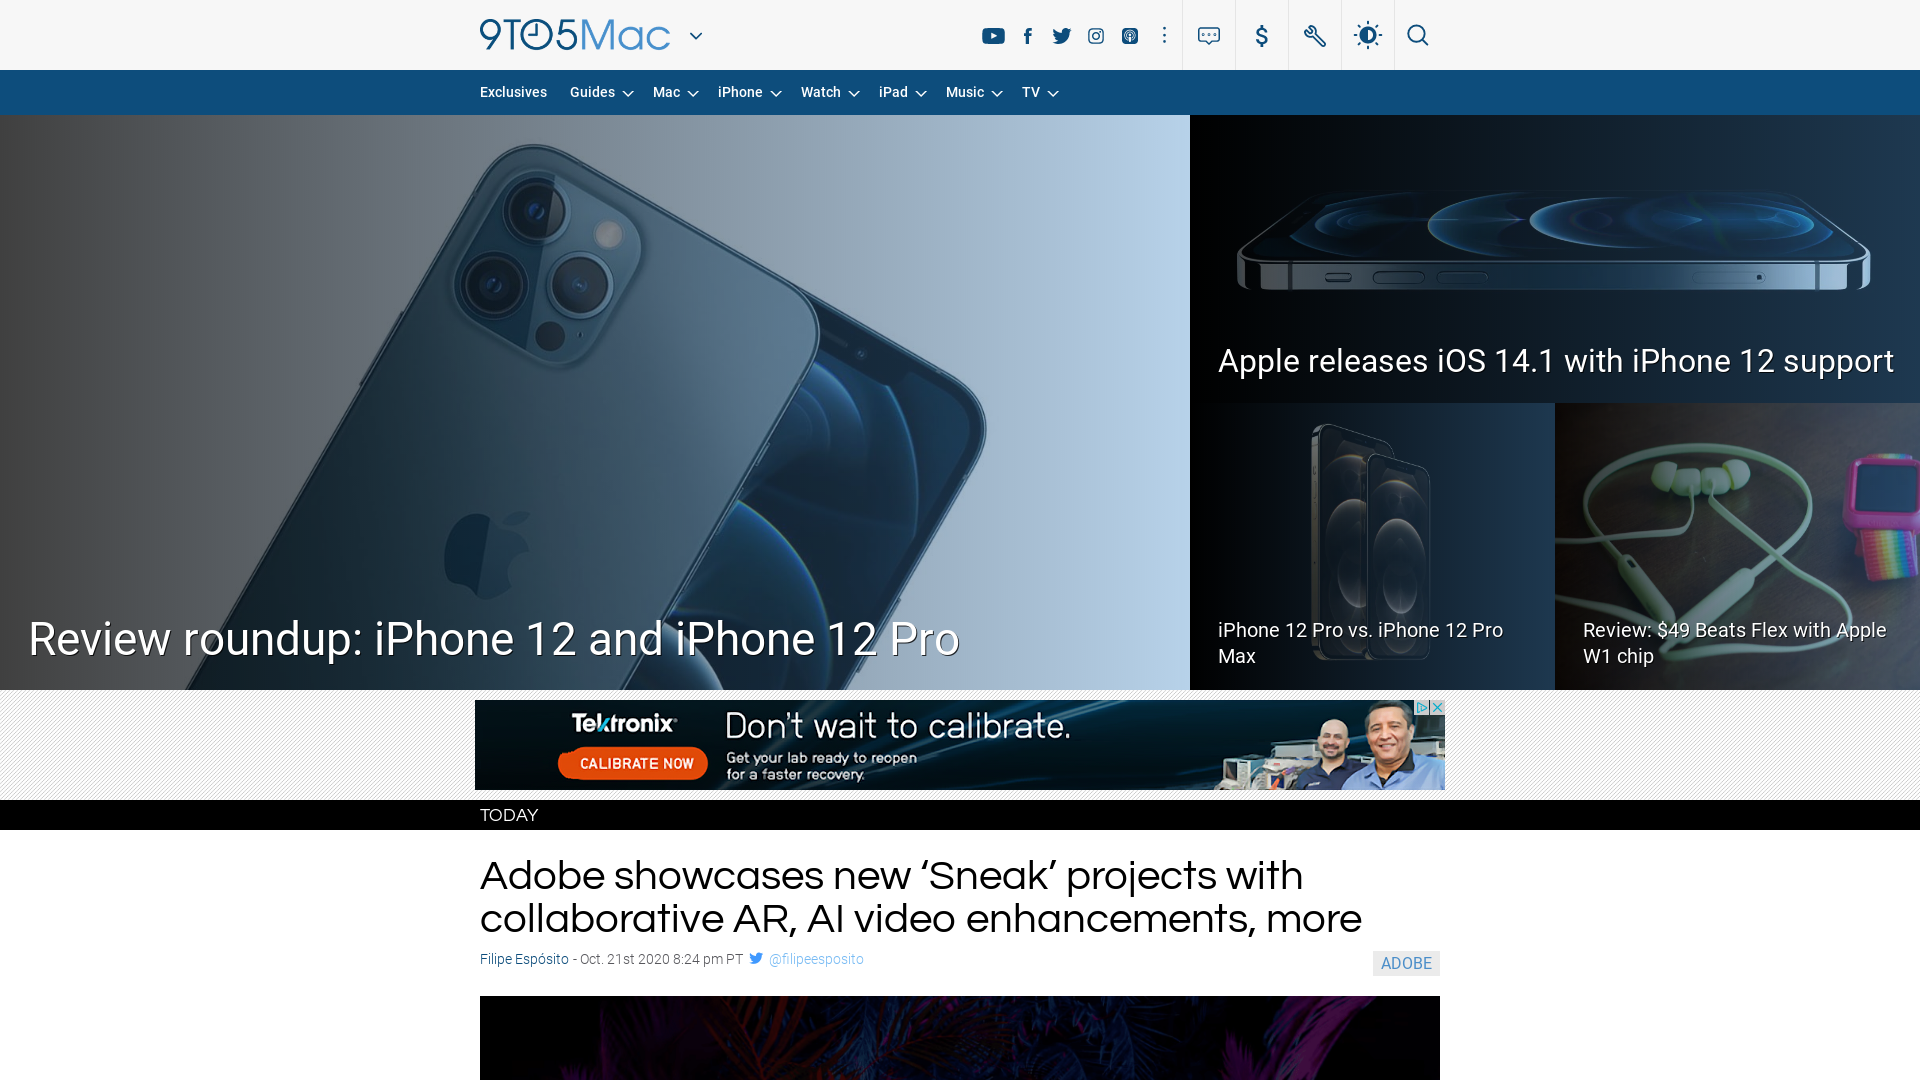 9TO5Mac
Exclusives Guides Mac iPhone Watch iPad Music TV
Review roundup: iPhone 12 and iPhone 12 Pro
Apple releases iOS 14.1 with iPhone 12 support
iPhone 12 Pro vs. iPhone 12 Pro
Max
Review: $49 Beats Flex with Apple
W1 chip
Tektronix®
CALIBRATE NOW
Don't wait to calibrate.
Get your lab ready to reopen
for a faster recovery.
TODAY
Adobe showcases new ‘Sneak’ projects with
collaborative AR, AI video enhancements, more
Filipe Espósito - Oct. 21st 2020 8:24 pm PT @filipeesposito
ADOBE